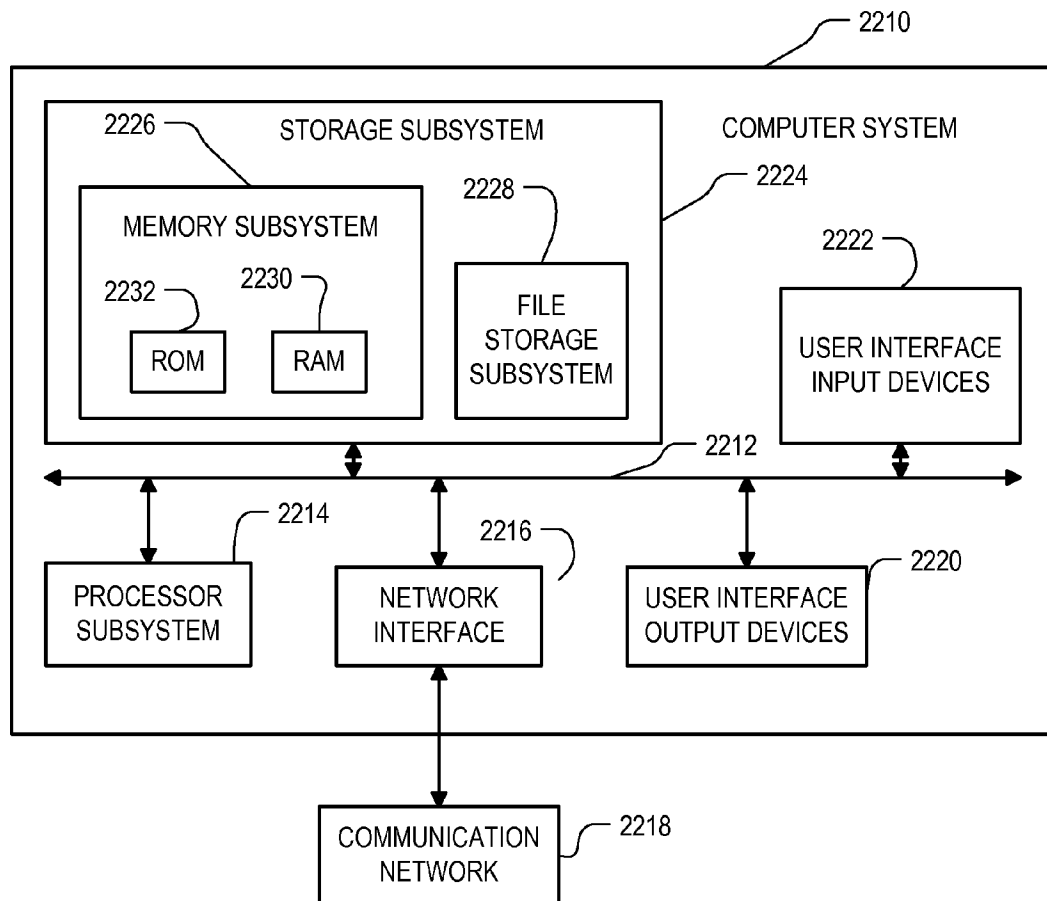 2210
2226
STORAGE SUBSYSTEM
COMPUTER SYSTEM
2224
2228
MEMORY SUBSYSTEM
2222
2232
2230
FILE
STORAGE
SUBSYSTEM
ROM
RAM
USER INTERFACE
INPUT DEVICES
2212
2214
2216
2220
PROCESSOR
SUBSYSTEM
NETWORK
INTERFACE
USER INTERFACE
OUTPUT DEVICES
2218
COMMUNICATION
NETWORK